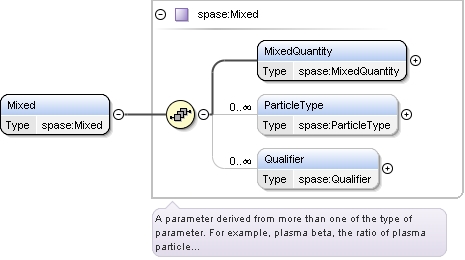 spase:Mixed
MixedQuantity
Type spase:MixedQuantity
Mixed
Type spase:Mixed
0..∞
ParticleType
Type spase:ParticleType
0..∞
Qualifier
Type spase:Qualifier
A parameter derived from more than one of the type of
parameter. For example, plasma beta, the ratio of plasma
particle...